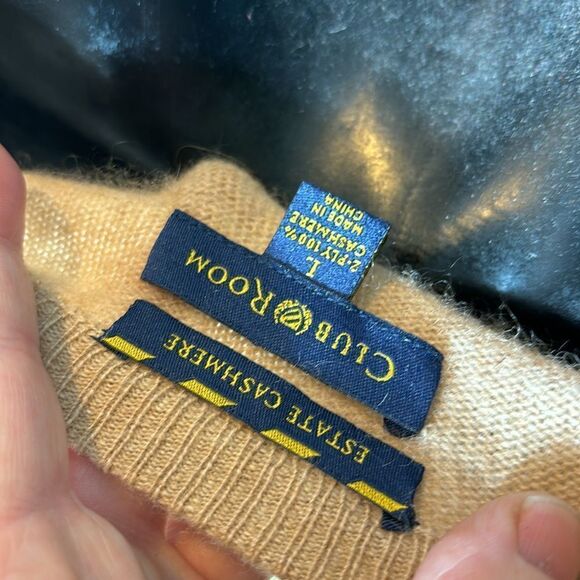 CLUB ROOM
L
2-PLY 100%
CASHMERE
MADE IN
CHINA
ESTATE CASHMERE